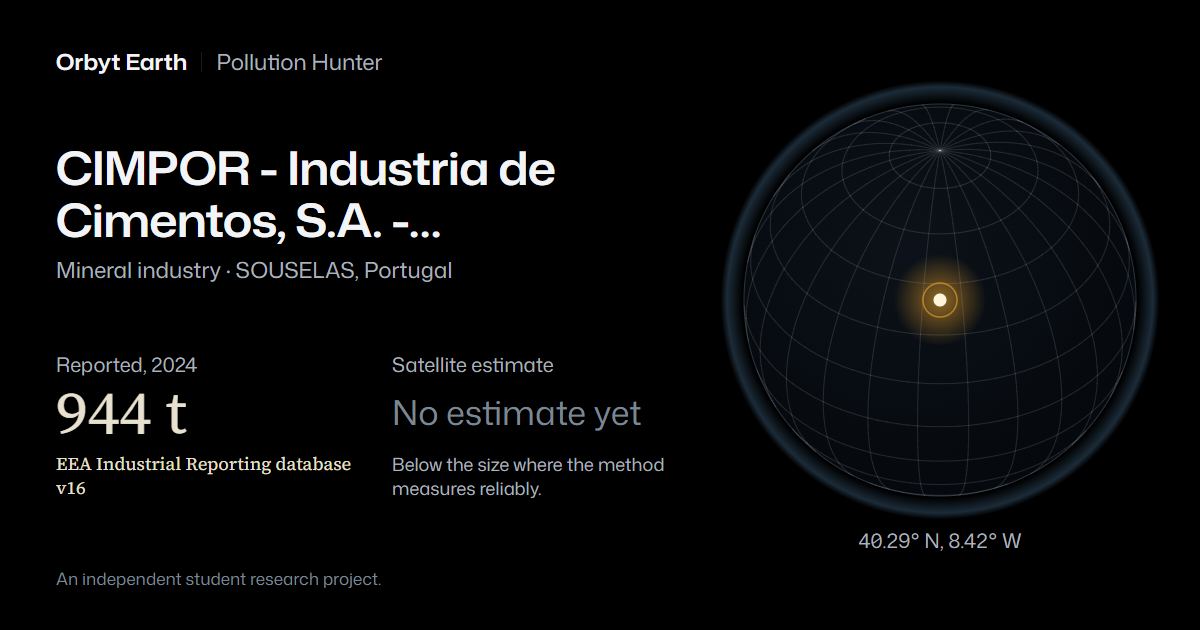 Orbyt Earth | Pollution Hunter
CIMPOR - Industria de
Cimentos, S.A. -...
Mineral industry · SOUSELAS, Portugal
Reported, 2024
944 t
EEA Industrial Reporting database
v16
Satellite estimate
No estimate yet
Below the size where the method
measures reliably.
40.29° N, 8.42° W
An independent student research project.